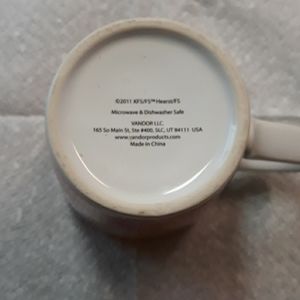 ©2011 KFS/FS™ Hearst/FS
Microwave & Dishwasher Safe
VANDOR LLC.
165 So Main St, Ste #400, SLC, UT 84111 USA
www.vandorproducts.com
Made in China